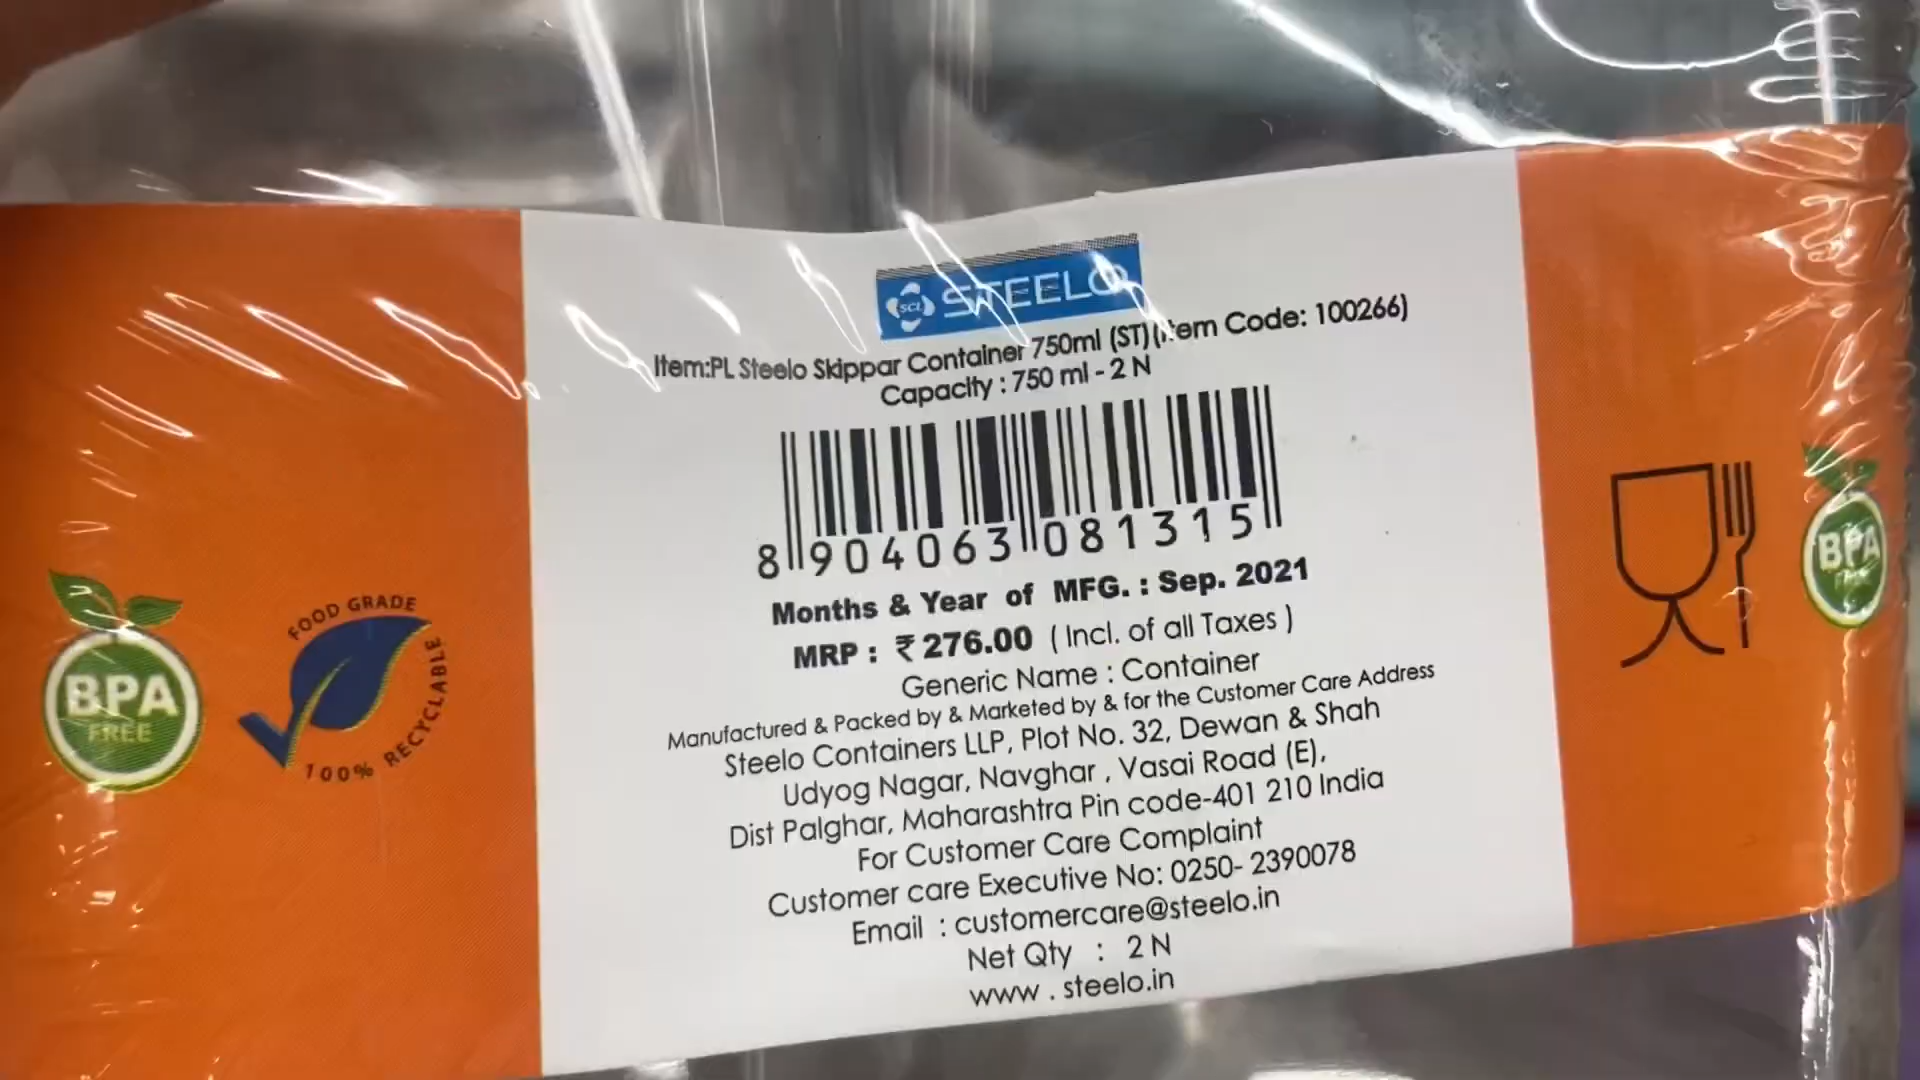 SCL STEELO
Item:PL Steelo Skippar Container 750ml (ST) (Item Code: 100266)
Capacity : 750 ml - 2 N
8 904063 081315
Months & Year of MFG. : Sep. 2021
MRP : ₹ 276.00 ( Incl. of all Taxes )
Generic Name : Container
Manufactured & Packed by & Marketed by & for the Customer Care Address
Steelo Containers LLP, Plot No. 32, Dewan & Shah
Udyog Nagar, Navghar , Vasai Road (E),
Dist Palghar, Maharashtra Pin code-401 210 India
For Customer Care Complaint
Customer care Executive No: 0250- 2390078
Email : customercare@steelo.in
Net Qty : 2 N
www . steelo.in
BPA
FREE
FOOD GRADE
100% RECYCLABLE
BPA